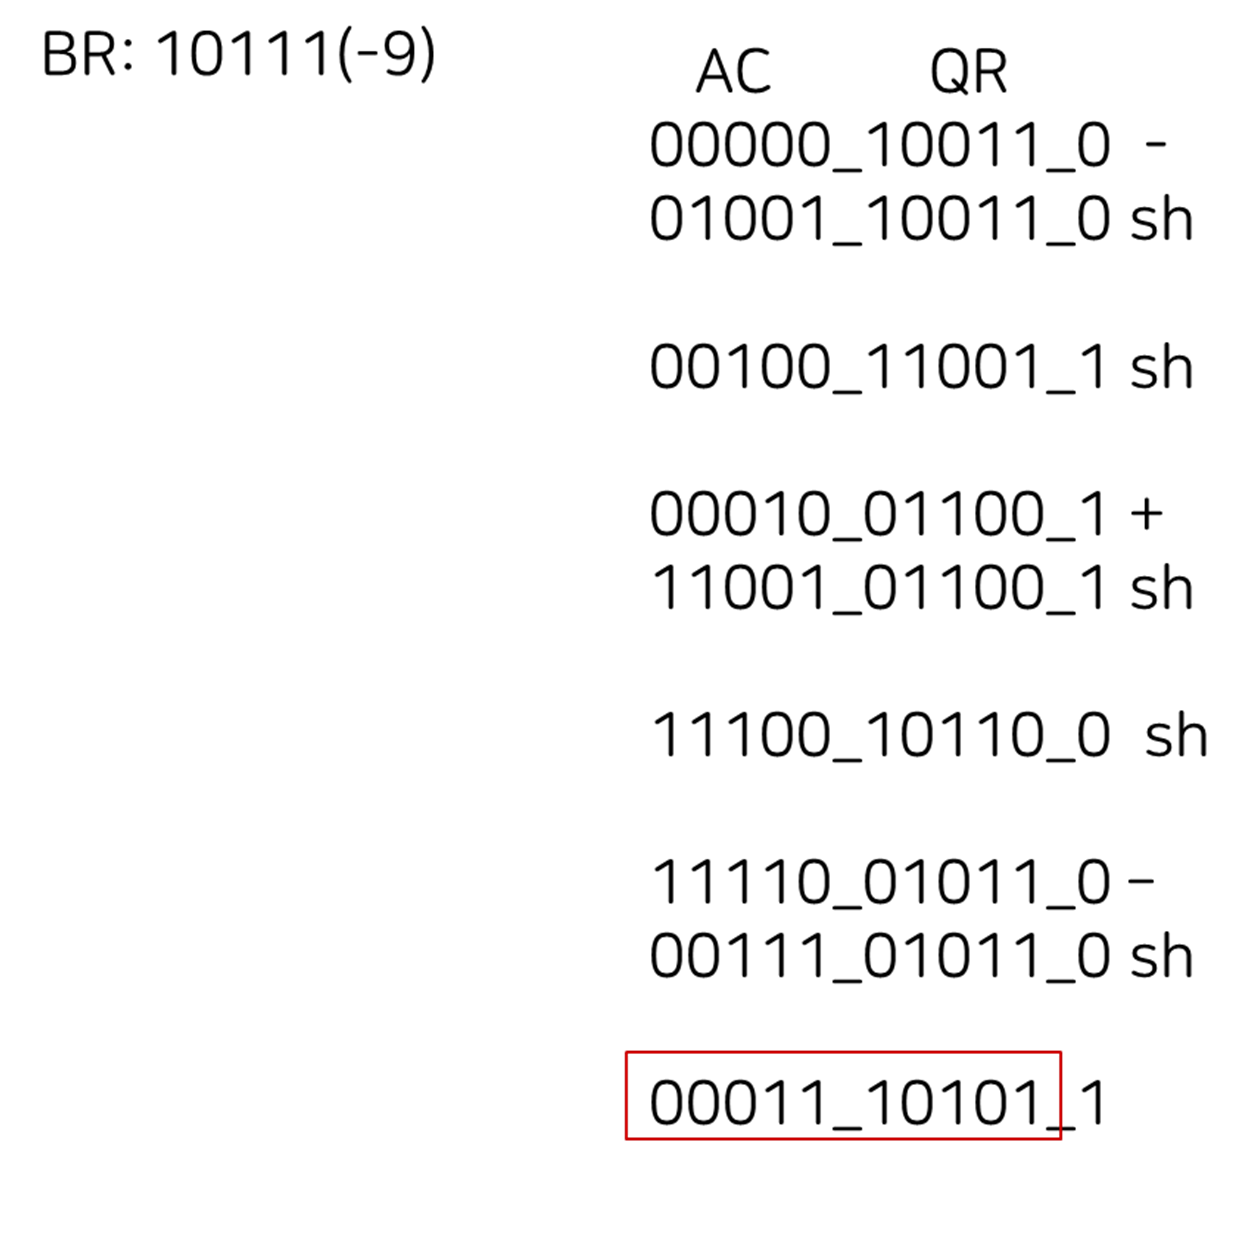 BR: 10111(-9)
AC QR
00000_10011_0 -
01001_10011_0 sh
00100_11001_1 sh
00010_01100_1 +
11001_01100_1 sh
11100_10110_0 sh
11110_01011_0 -
00111_01011_0 sh
00011_10101_1